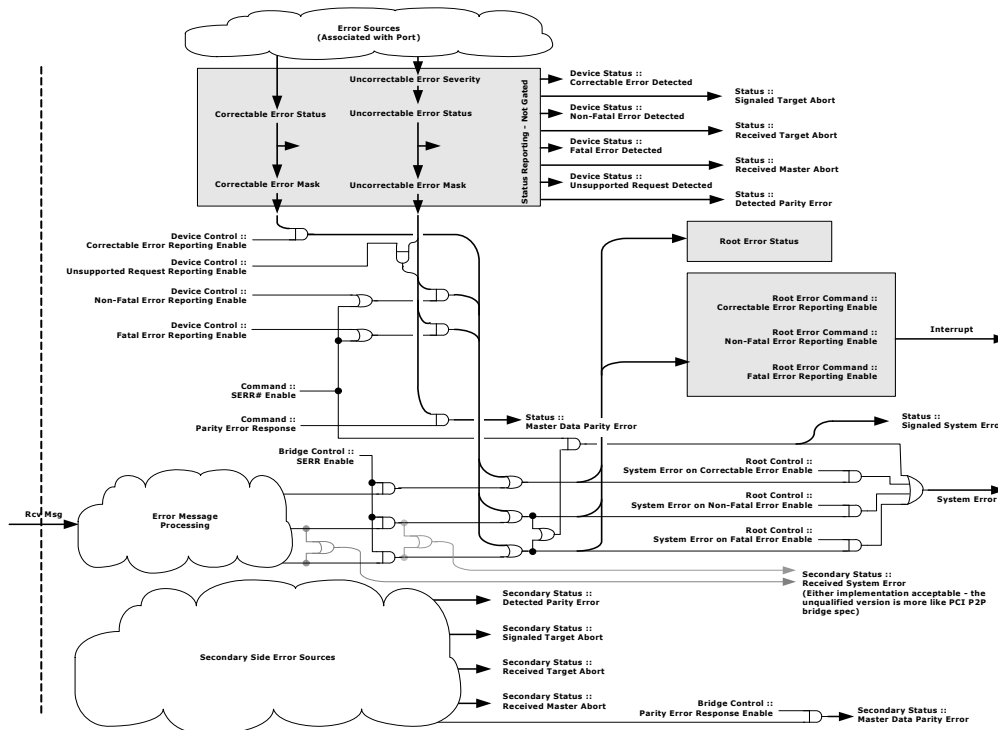 Error Sources
(Associated with Port)
Uncorrectable Error Severity
Correctable Error Status
Uncorrectable Error Status
Correctable Error Mask
Uncorrectable Error Mask
Status Reporting - Not Gated
Device Status ::
Correctable Error Detected
Status ::
Signaled Target Abort
Device Status ::
Non-Fatal Error Detected
Status ::
Received Target Abort
Device Status ::
Fatal Error Detected
Status ::
Received Master Abort
Device Status ::
Unsupported Request Detected
Status ::
Detected Parity Error
Device Control ::
Correctable Error Reporting Enable
Device Control ::
Unsupported Request Reporting Enable
Device Control ::
Non-Fatal Error Reporting Enable
Device Control ::
Fatal Error Reporting Enable
Root Error Status
Root Error Command ::
Correctable Error Reporting Enable
Root Error Command ::
Non-Fatal Error Reporting Enable
Root Error Command ::
Fatal Error Reporting Enable
Interrupt
Command ::
SERR# Enable
Command ::
Parity Error Response
Status ::
Master Data Parity Error
Status ::
Signaled System Error
Bridge Control ::
SERR Enable
Root Control ::
System Error on Correctable Error Enable
Root Control ::
System Error on Non-Fatal Error Enable
Root Control ::
System Error on Fatal Error Enable
System Error
Rcv Msg
Error Message
Processing
Secondary Status ::
Received System Error
(Either implementation acceptable - the
unqualified version is more like PCI P2P
bridge spec)
Secondary Side Error Sources
Secondary Status ::
Detected Parity Error
Secondary Status ::
Signaled Target Abort
Secondary Status ::
Received Target Abort
Secondary Status ::
Received Master Abort
Bridge Control ::
Parity Error Response Enable
Secondary Status ::
Master Data Parity Error